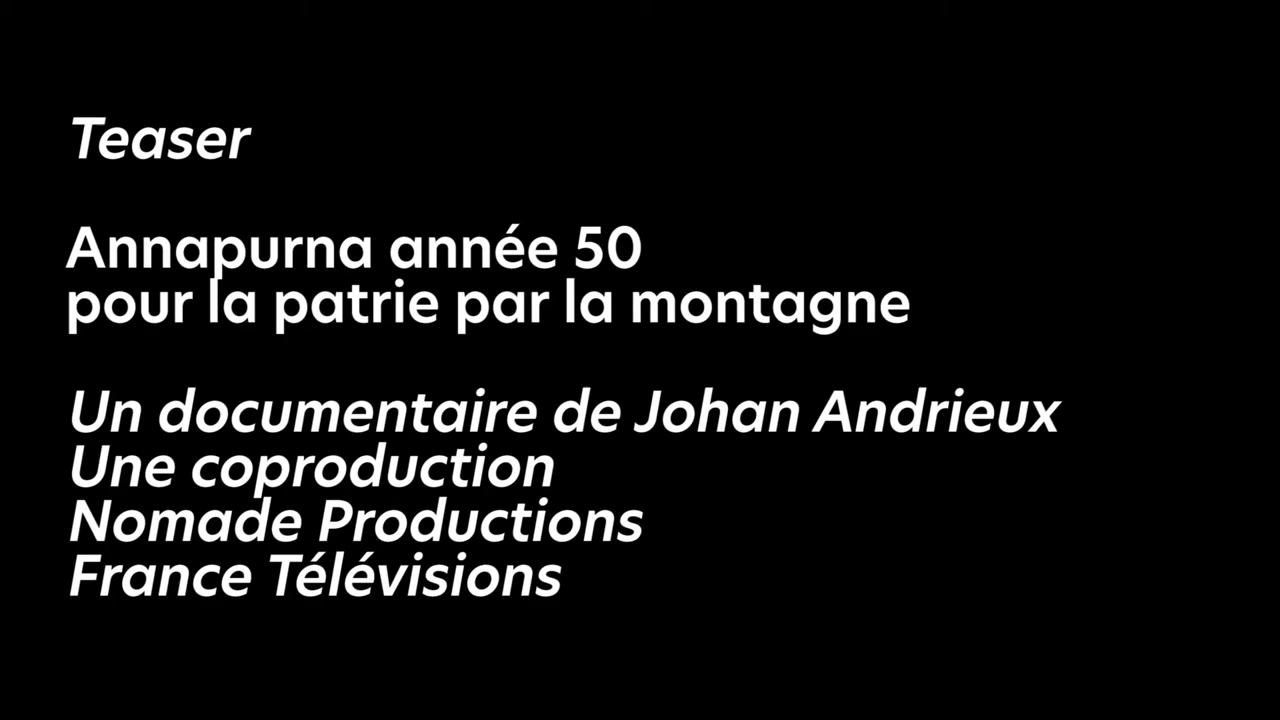 Teaser
Annapurna année 50
pour la patrie par la montagne
Un documentaire de Johan Andrieux
Une coproduction
Nomade Productions
France Télévisions